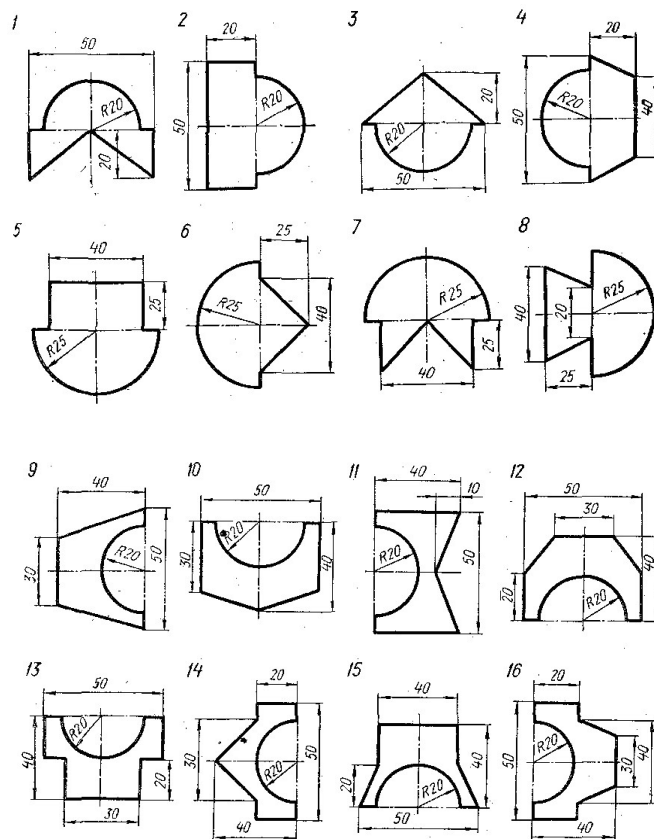 1 2 3 4
50 20 20
R20 20
50 R20
R20 20 50
R20
50 40
5 6 7 8
40 25
25 R25
R25 40
R25 25 40
R25
40 20
25
9 10 11 12
40 50 40 10 50 30
30 R20 50
30 R20 40
R20 50
20 R20 40
13 14 15 16
50 20 40 20
R20 40 30 20
30 R20 50 40
20 R20 40 50
50 R20 30 40
40